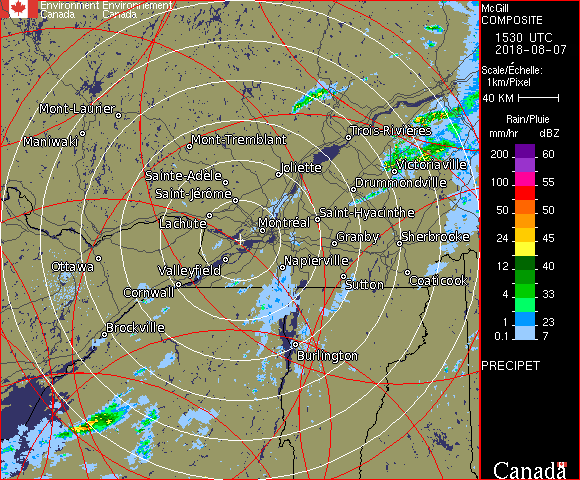 Environment Environnement
Canada Canada
McGill
COMPOSITE
1530 UTC
2018-08-07
Scale/Échelle:
1km/Pixel
40 KM
Rain/Pluie
mm/hr dBZ
200 60
100 55
50 50
24 45
12 40
4 33
1 23
0.1 7
PRECIPET
Canada
Mont-Laurier
Maniwaki
Mont-Tremblant
Trois-Rivières
Victoriaville
Joliette
Sainte-Adèle
Drummondville
Saint-Jérôme
Saint-Hyacinthe
Lachute
Montréal
Granby
Sherbrooke
Ottawa
Valleyfield
Napierville
Cornwall
Sutton
Coaticook
Brockville
Burlington